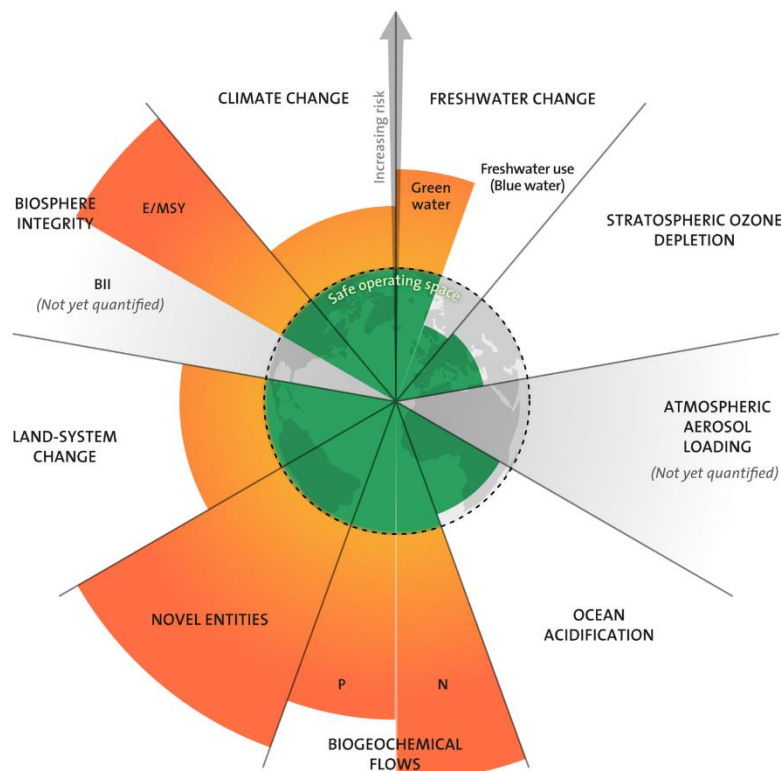 CLIMATE CHANGE
Increasing risk
FRESHWATER CHANGE
Green
water
Freshwater use
(Blue water)
STRATOSPHERIC OZONE
DEPLETION
BIOSPHERE
INTEGRITY
E/MSY
BII
(Not yet quantified)
Safe operating space
LAND-SYSTEM
CHANGE
ATMOSPHERIC
AEROSOL
LOADING
(Not yet quantified)
NOVEL ENTITIES
OCEAN
ACIDIFICATION
P
N
BIOGEOCHEMICAL
FLOWS